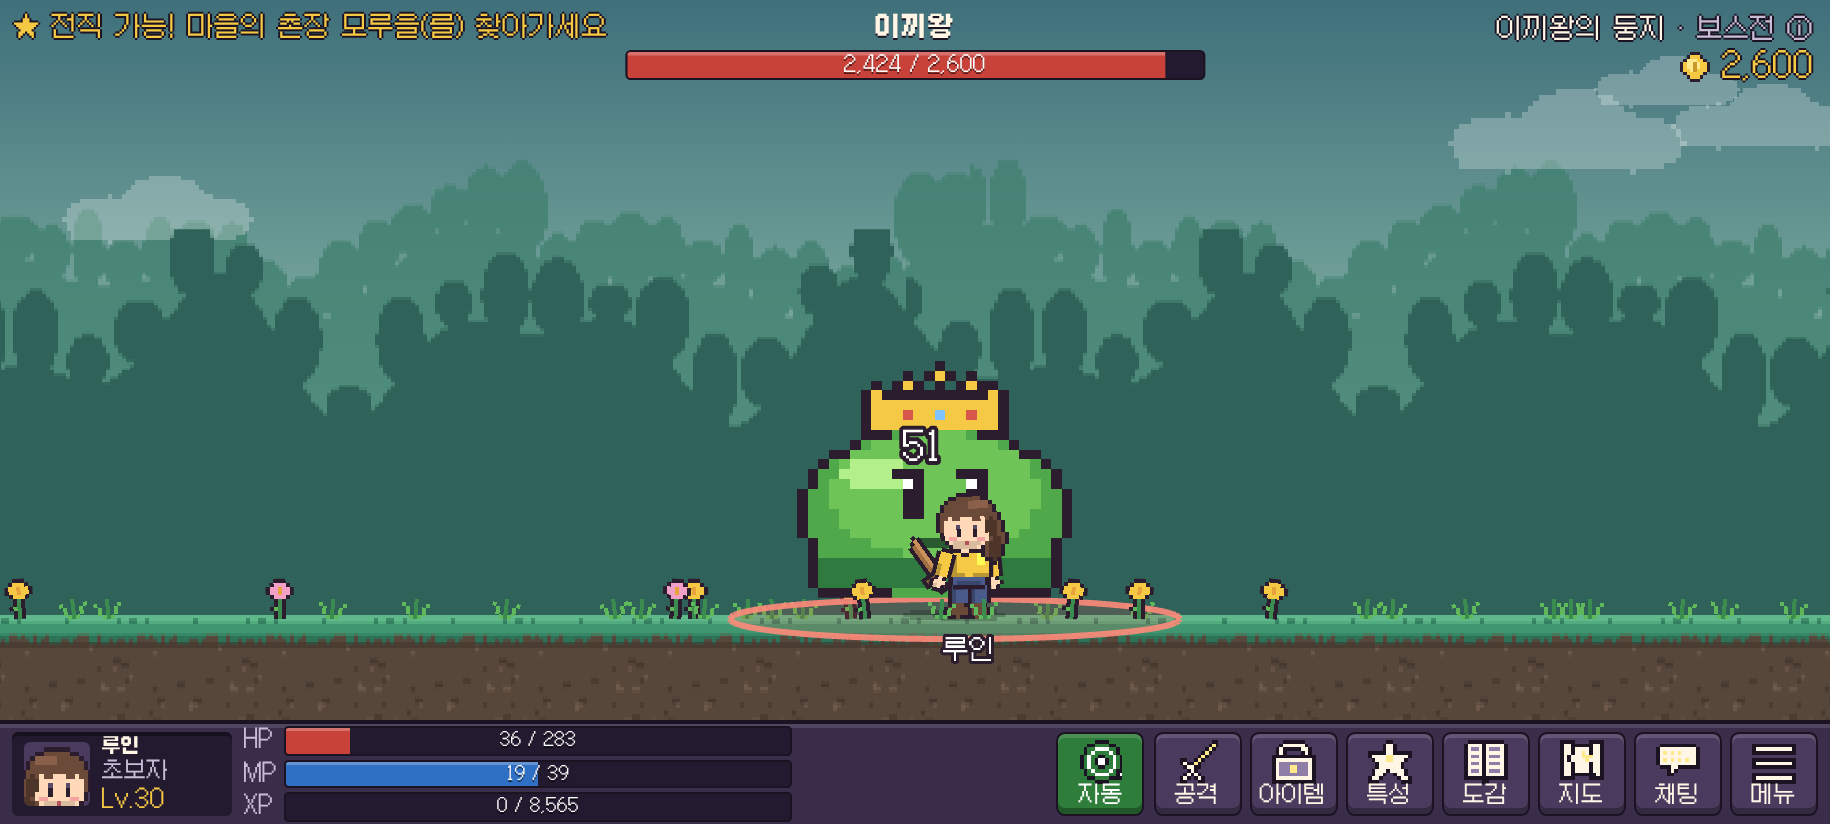 ★ 전직 가능! 마을의 촌장 모루을(를) 찾아가세요
이끼왕
2,424 / 2,600
이끼왕의 둥지 · 보스전 ①
2,600
51
루인
루인
초보자
Lv.30
HP 36 / 283
MP 19 / 39
XP 0 / 8,565
자동
공격
아이템
특성
도감
지도
채팅
메뉴